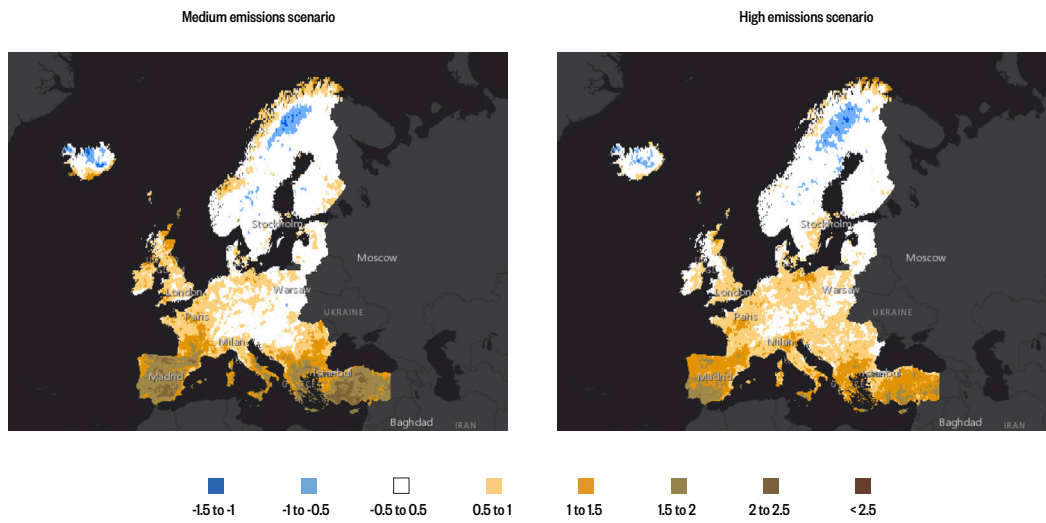 Medium emissions scenario
High emissions scenario
Stockholm
Moscow
London
Warsaw
Paris
UKRAINE
Milan
Madrid
Istanbul
Baghdad
IRAN
Stockholm
Moscow
London
Warsaw
Paris
UKRAINE
Milan
Madrid
Istanbul
Baghdad
IRAN
-1.5 to -1
-1 to -0.5
-0.5 to 0.5
0.5 to 1
1 to 1.5
1.5 to 2
2 to 2.5
< 2.5